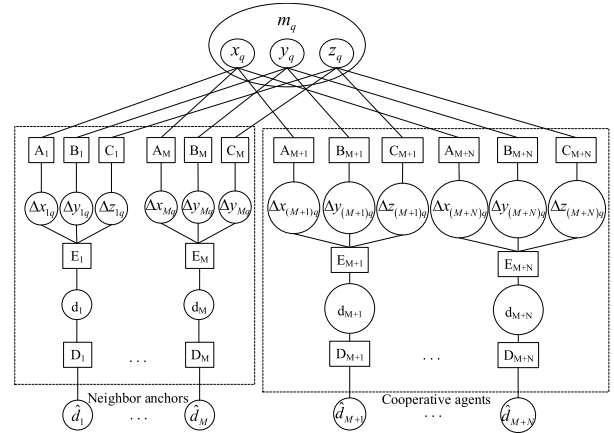 m_q
x_q y_q z_q
A_1 B_1 C_1 A_M B_M C_M A_{M+1} B_{M+1} C_{M+1} A_{M+N} B_{M+N} C_{M+N}
Δx_{1q} Δy_{1q} Δz_{1q} Δx_{Mq} Δy_{Mq} Δy_{Mq} Δx_{(M+1)q} Δy_{(M+1)q} Δz_{(M+1)q} Δx_{(M+N)q} Δy_{(M+N)q} Δz_{(M+N)q}
E_1 E_M E_{M+1} E_{M+N}
d_1 d_M d_{M+1} d_{M+N}
D_1 ... D_M D_{M+1} ... D_{M+N}
Neighbor anchors Cooperative agents
d̂_1 ... d̂_M d̂_{M+1} ... d̂_{M+N}